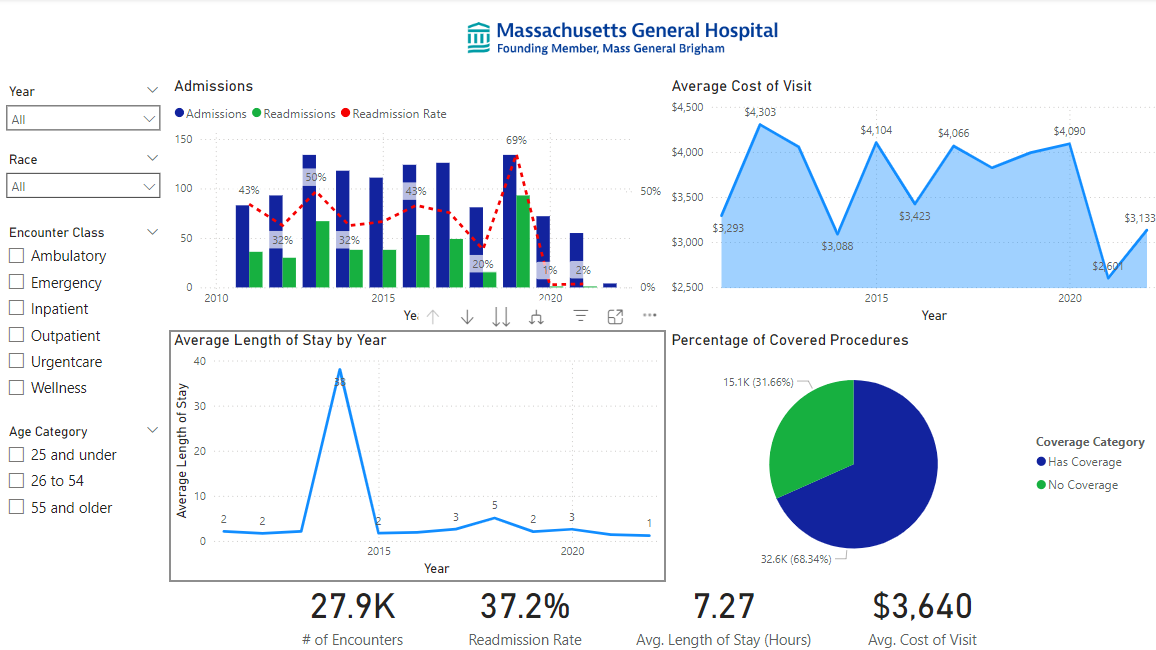 Massachusetts General Hospital
Founding Member, Mass General Brigham
Year
All
Race
All
Encounter Class
Ambulatory
Emergency
Inpatient
Outpatient
Urgentcare
Wellness
Age Category
25 and under
26 to 54
55 and older
Admissions
Admissions Readmissions Readmission Rate
150
100
50
0
43%
32%
50%
32%
43%
20%
69%
1%
2%
50%
0%
2010 2015 2020
Average Cost of Visit
$4,500
$4,000
$3,500
$3,000
$2,500
$3,293
$4,303
$3,088
$4,104
$3,423
$4,066
$4,090
$2,601
$3,133
2015 2020
Year
Average Length of Stay by Year
Average Length of Stay
40
30
20
10
0
2
2
38
2
3
5
2
3
1
2015 2020
Year
Percentage of Covered Procedures
15.1K (31.66%)
32.6K (68.34%)
Coverage Category
Has Coverage
No Coverage
27.9K
# of Encounters
37.2%
Readmission Rate
7.27
Avg. Length of Stay (Hours)
$3,640
Avg. Cost of Visit